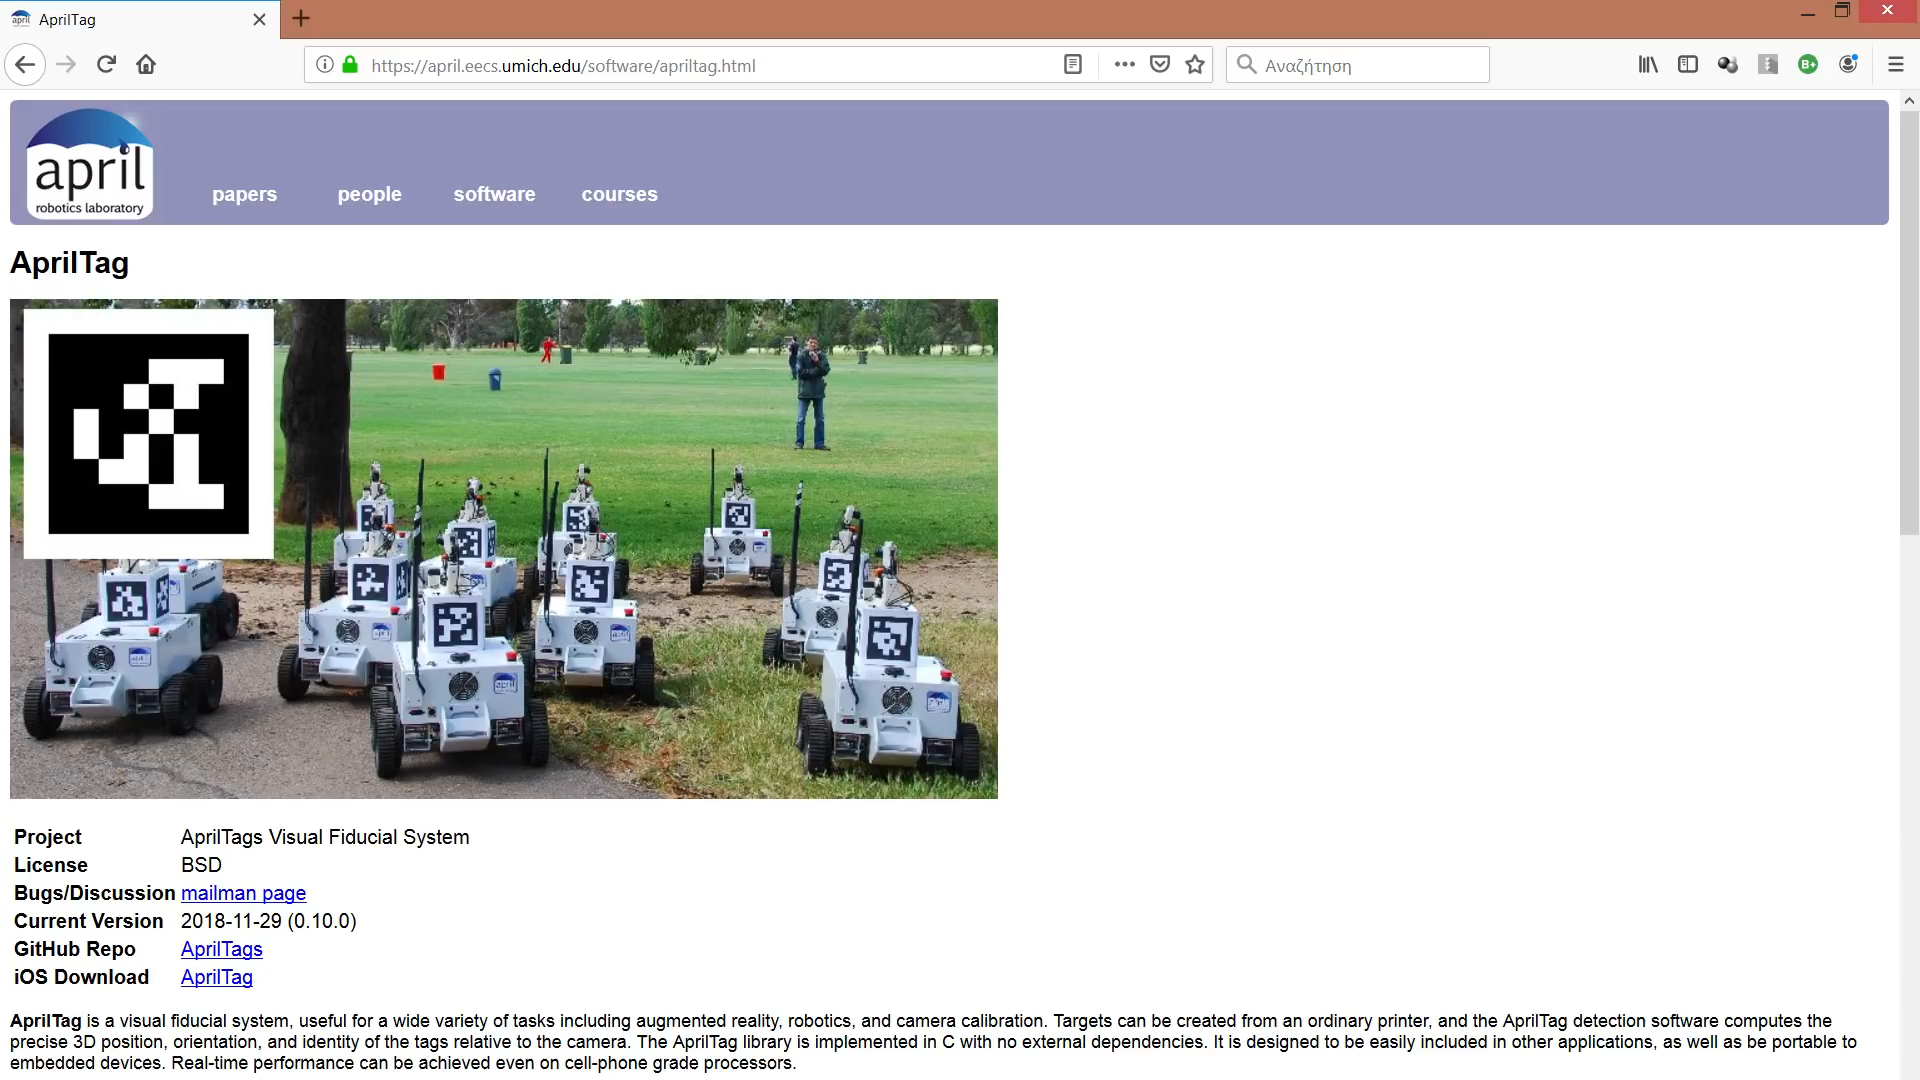 AprilTag
https://april.eecs.umich.edu/software/apriltag.html
Αναζήτηση
april
robotics laboratory
papers people software courses
AprilTag
Project AprilTags Visual Fiducial System
License BSD
Bugs/Discussion mailman page
Current Version 2018-11-29 (0.10.0)
GitHub Repo AprilTags
iOS Download AprilTag
AprilTag is a visual fiducial system, useful for a wide variety of tasks including augmented reality, robotics, and camera calibration. Targets can be created from an ordinary printer, and the AprilTag detection software computes the
precise 3D position, orientation, and identity of the tags relative to the camera. The AprilTag library is implemented in C with no external dependencies. It is designed to be easily included in other applications, as well as be portable to
embedded devices. Real-time performance can be achieved even on cell-phone grade processors.